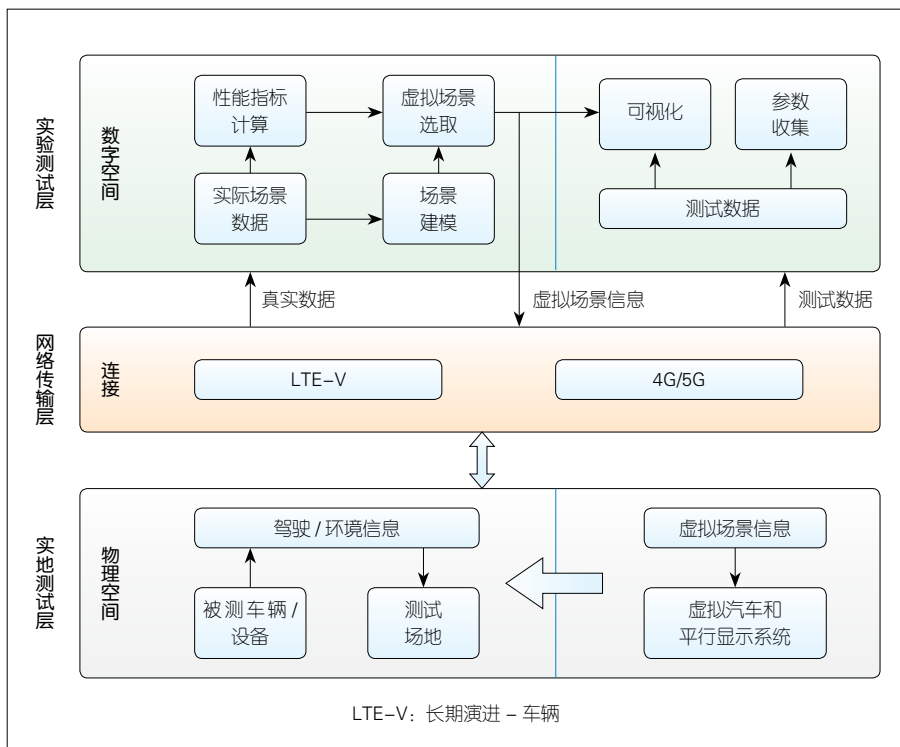 实验测试层
数字空间
性能指标
计算
虚拟场景
选取
可视化
参数
收集
实际场景
数据
场景
建模
测试数据
真实数据
虚拟场景信息
测试数据
网络传输层
连接
LTE-V
4G/5G
实地测试层
物理空间
驾驶 / 环境信息
虚拟场景信息
被测车辆 /
设备
测试
场地
虚拟汽车和
平行显示系统
LTE-V：长期演进 - 车辆